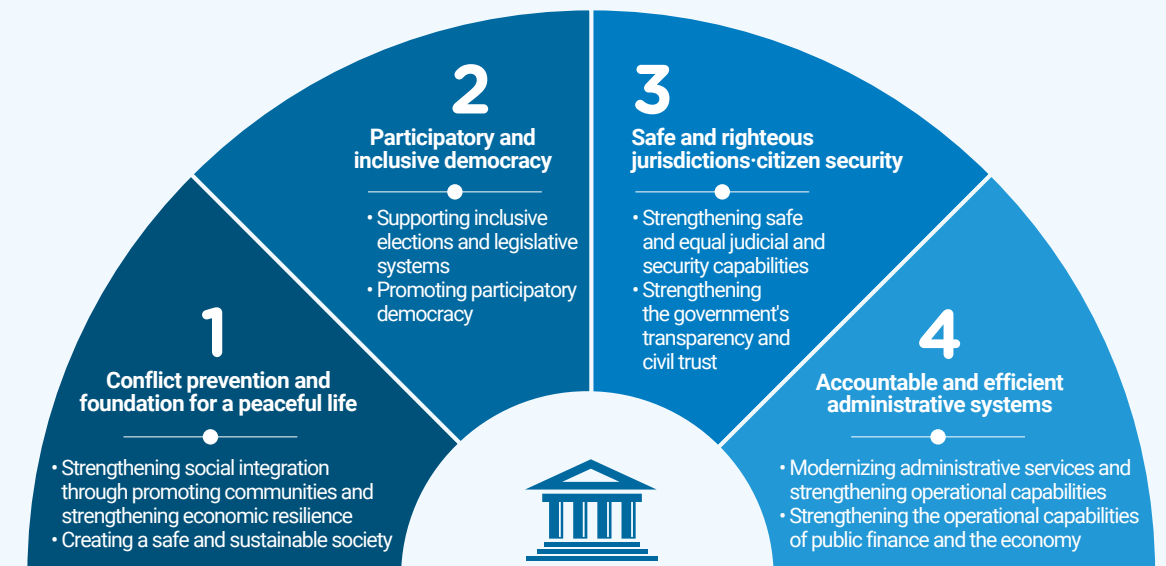 1
Conflict prevention and
foundation for a peaceful life
• Strengthening social integration
through promoting communities and
strengthening economic resilience
• Creating a safe and sustainable society
2
Participatory and
inclusive democracy
• Supporting inclusive
elections and legislative
systems
• Promoting participatory
democracy
3
Safe and righteous
jurisdictions·citizen security
• Strengthening safe
and equal judicial and
security capabilities
• Strengthening
the government's
transparency and
civil trust
4
Accountable and efficient
administrative systems
• Modernizing administrative services and
strengthening operational capabilities
• Strengthening the operational capabilities
of public finance and the economy